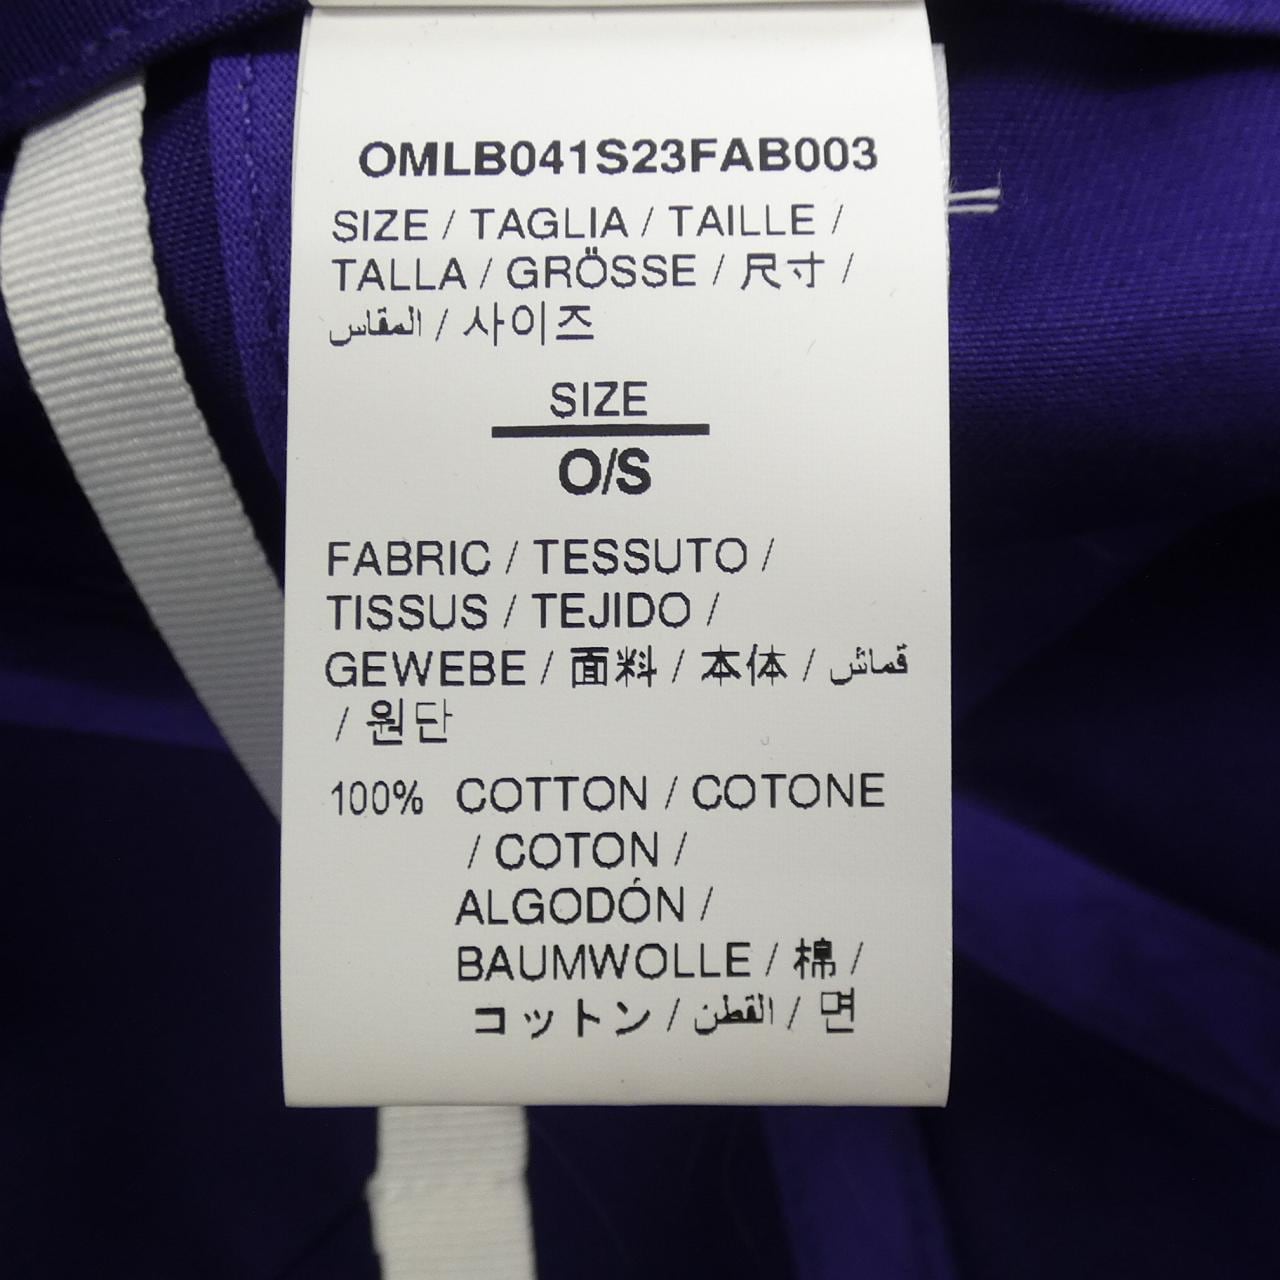 OMLB041S23FAB003
SIZE / TAGLIA / TAILLE /
TALLA / GRÖSSE / 尺寸 /
المقاس / 사이즈
SIZE
O/S
FABRIC / TESSUTO /
TISSUS / TEJIDO /
GEWEBE / 面料 / 本体 / قماش
/ 원단
100% COTTON / COTONE
/ COTON /
ALGODÓN /
BAUMWOLLE / 棉 /
コットン / القطن / 면